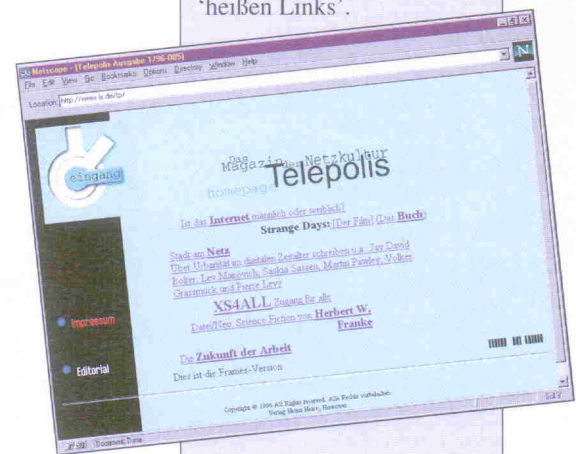 'heißen Links'.
Netscape - [Telepolis Ausgabe 1/96-005]
File Edit View Go Bookmarks Options Directory Window Help
Location: http://www.ix.de/tp/
N
eingang
Das
Magazin der Netzkultur
homepage
Telepolis
Ist das Internet männlich oder weiblich?
Strange Days: [Der Film] (Das Buch)
Stadt am Netz
Über Urbanität im digitalen Zeitalter schreiben u.a. Jay David
Bolter, Lev Manovich, Saskia Sassen, Martin Pawley, Volker
Grassmuck und Pierre Levy
XS4ALL Zugang für alle
Science Fiction von Herbert W.
Franke
Die Zukunft der Arbeit
Dies ist die Frames-Version
Impressum
Editorial
Copyright © 1996 All Rights reserved. Alle Rechte vorbehalten
Verlag Heinz Heise, Hannover
Document: Done